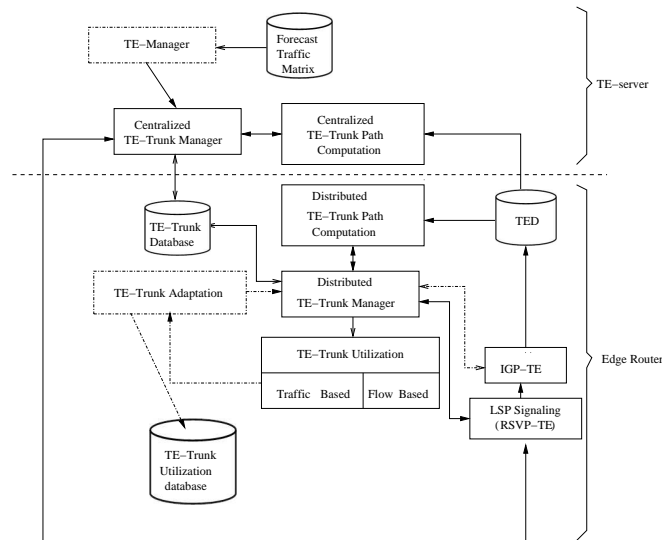 TE-Manager
Forecast
Traffic
Matrix
TE-server
Centralized
TE-Trunk Manager
Centralized
TE-Trunk Path
Computation
Distributed
TE-Trunk Path
Computation
TED
TE-Trunk
Database
TE-Trunk Adaptation
Distributed
TE-Trunk Manager
TE-Trunk Utilization
Traffic Based
Flow Based
IGP-TE
Edge Router
LSP Signaling
(RSVP-TE)
TE-Trunk
Utilization
database